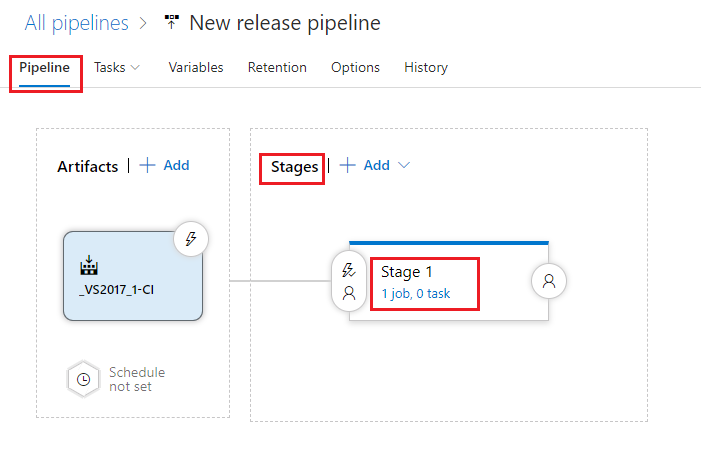 All pipelines > New release pipeline
Pipeline Tasks Variables Retention Options History
Artifacts | + Add
Stages | + Add
_VS2017_1-CI
Stage 1
1 job, 0 task
Schedule
not set